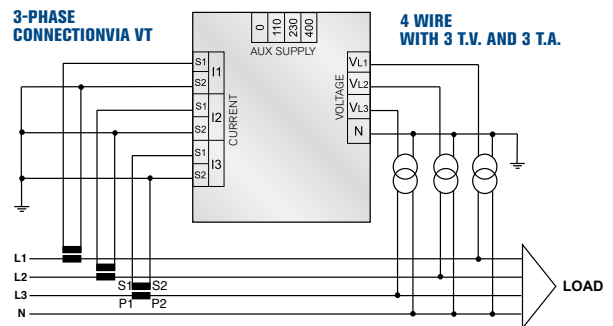 3-PHASE
CONNECTIONVIA VT
4 WIRE
WITH 3 T.V. AND 3 T.A.
0
110
230
400
AUX SUPPLY
S1
I1
S2
S1
I2
S2
S1
I3
S2
CURRENT
VOLTAGE
VL1
VL2
VL3
N
L1
L2
L3
S1 S2
P1 P2
N
LOAD